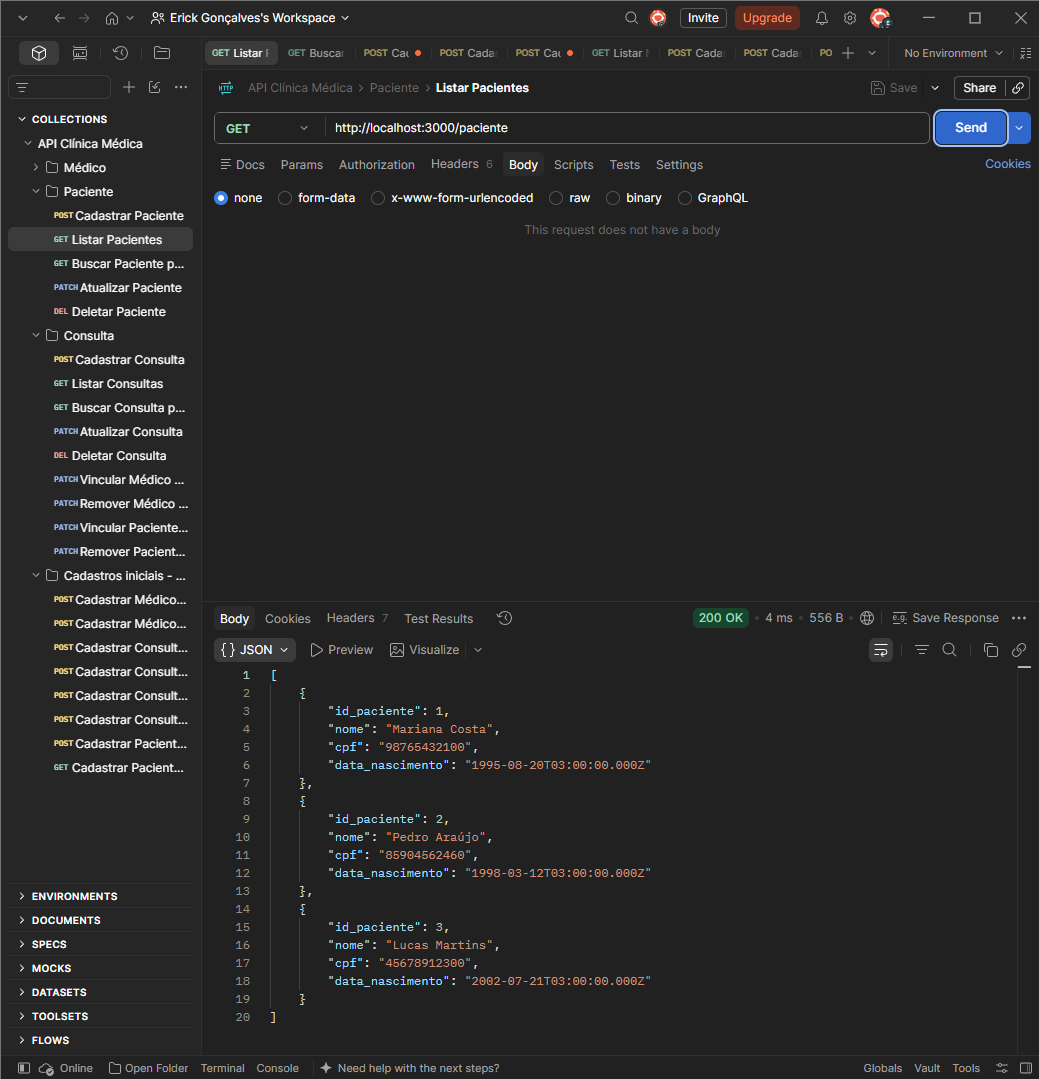 Erick Gonçalves's Workspace
Invite
Upgrade
GET Listar
GET Buscar
POST Cac
POST Cada
POST Cac
GET Listar
POST Cada
POST Cada
PO
No Environment
HTTP API Clínica Médica > Paciente > Listar Pacientes
Save
Share
GET
http://localhost:3000/paciente
Send
Docs Params Authorization Headers 6 Body Scripts Tests Settings
Cookies
none form-data x-www-form-urlencoded raw binary GraphQL
This request does not have a body
COLLECTIONS
API Clínica Médica
Médico
Paciente
POST Cadastrar Paciente
GET Listar Pacientes
GET Buscar Paciente p...
PATCH Atualizar Paciente
DEL Deletar Paciente
Consulta
POST Cadastrar Consulta
GET Listar Consultas
GET Buscar Consulta p...
PATCH Atualizar Consulta
DEL Deletar Consulta
PATCH Vincular Médico ...
PATCH Remover Médico ...
PATCH Vincular Paciente...
PATCH Remover Pacient...
Cadastros iniciais - ...
POST Cadastrar Médico...
POST Cadastrar Médico...
POST Cadastrar Consult...
POST Cadastrar Consult...
POST Cadastrar Consult...
POST Cadastrar Consult...
POST Cadastrar Pacient...
GET Cadastrar Pacient...
ENVIRONMENTS
DOCUMENTS
SPECS
MOCKS
DATASETS
TOOLSETS
FLOWS
Body Cookies Headers 7 Test Results
200 OK • 4 ms • 556 B
e.g. Save Response
{} JSON
Preview
Visualize
1 [
2 {
3 "id_paciente": 1,
4 "nome": "Mariana Costa",
5 "cpf": "98765432100",
6 "data_nascimento": "1995-08-20T03:00:00.000Z"
7 },
8 {
9 "id_paciente": 2,
10 "nome": "Pedro Araújo",
11 "cpf": "85904562460",
12 "data_nascimento": "1998-03-12T03:00:00.000Z"
13 },
14 {
15 "id_paciente": 3,
16 "nome": "Lucas Martins",
17 "cpf": "45678912300",
18 "data_nascimento": "2002-07-21T03:00:00.000Z"
19 }
20 ]
Online
Open Folder
Terminal
Console
Need help with the next steps?
Globals
Vault
Tools